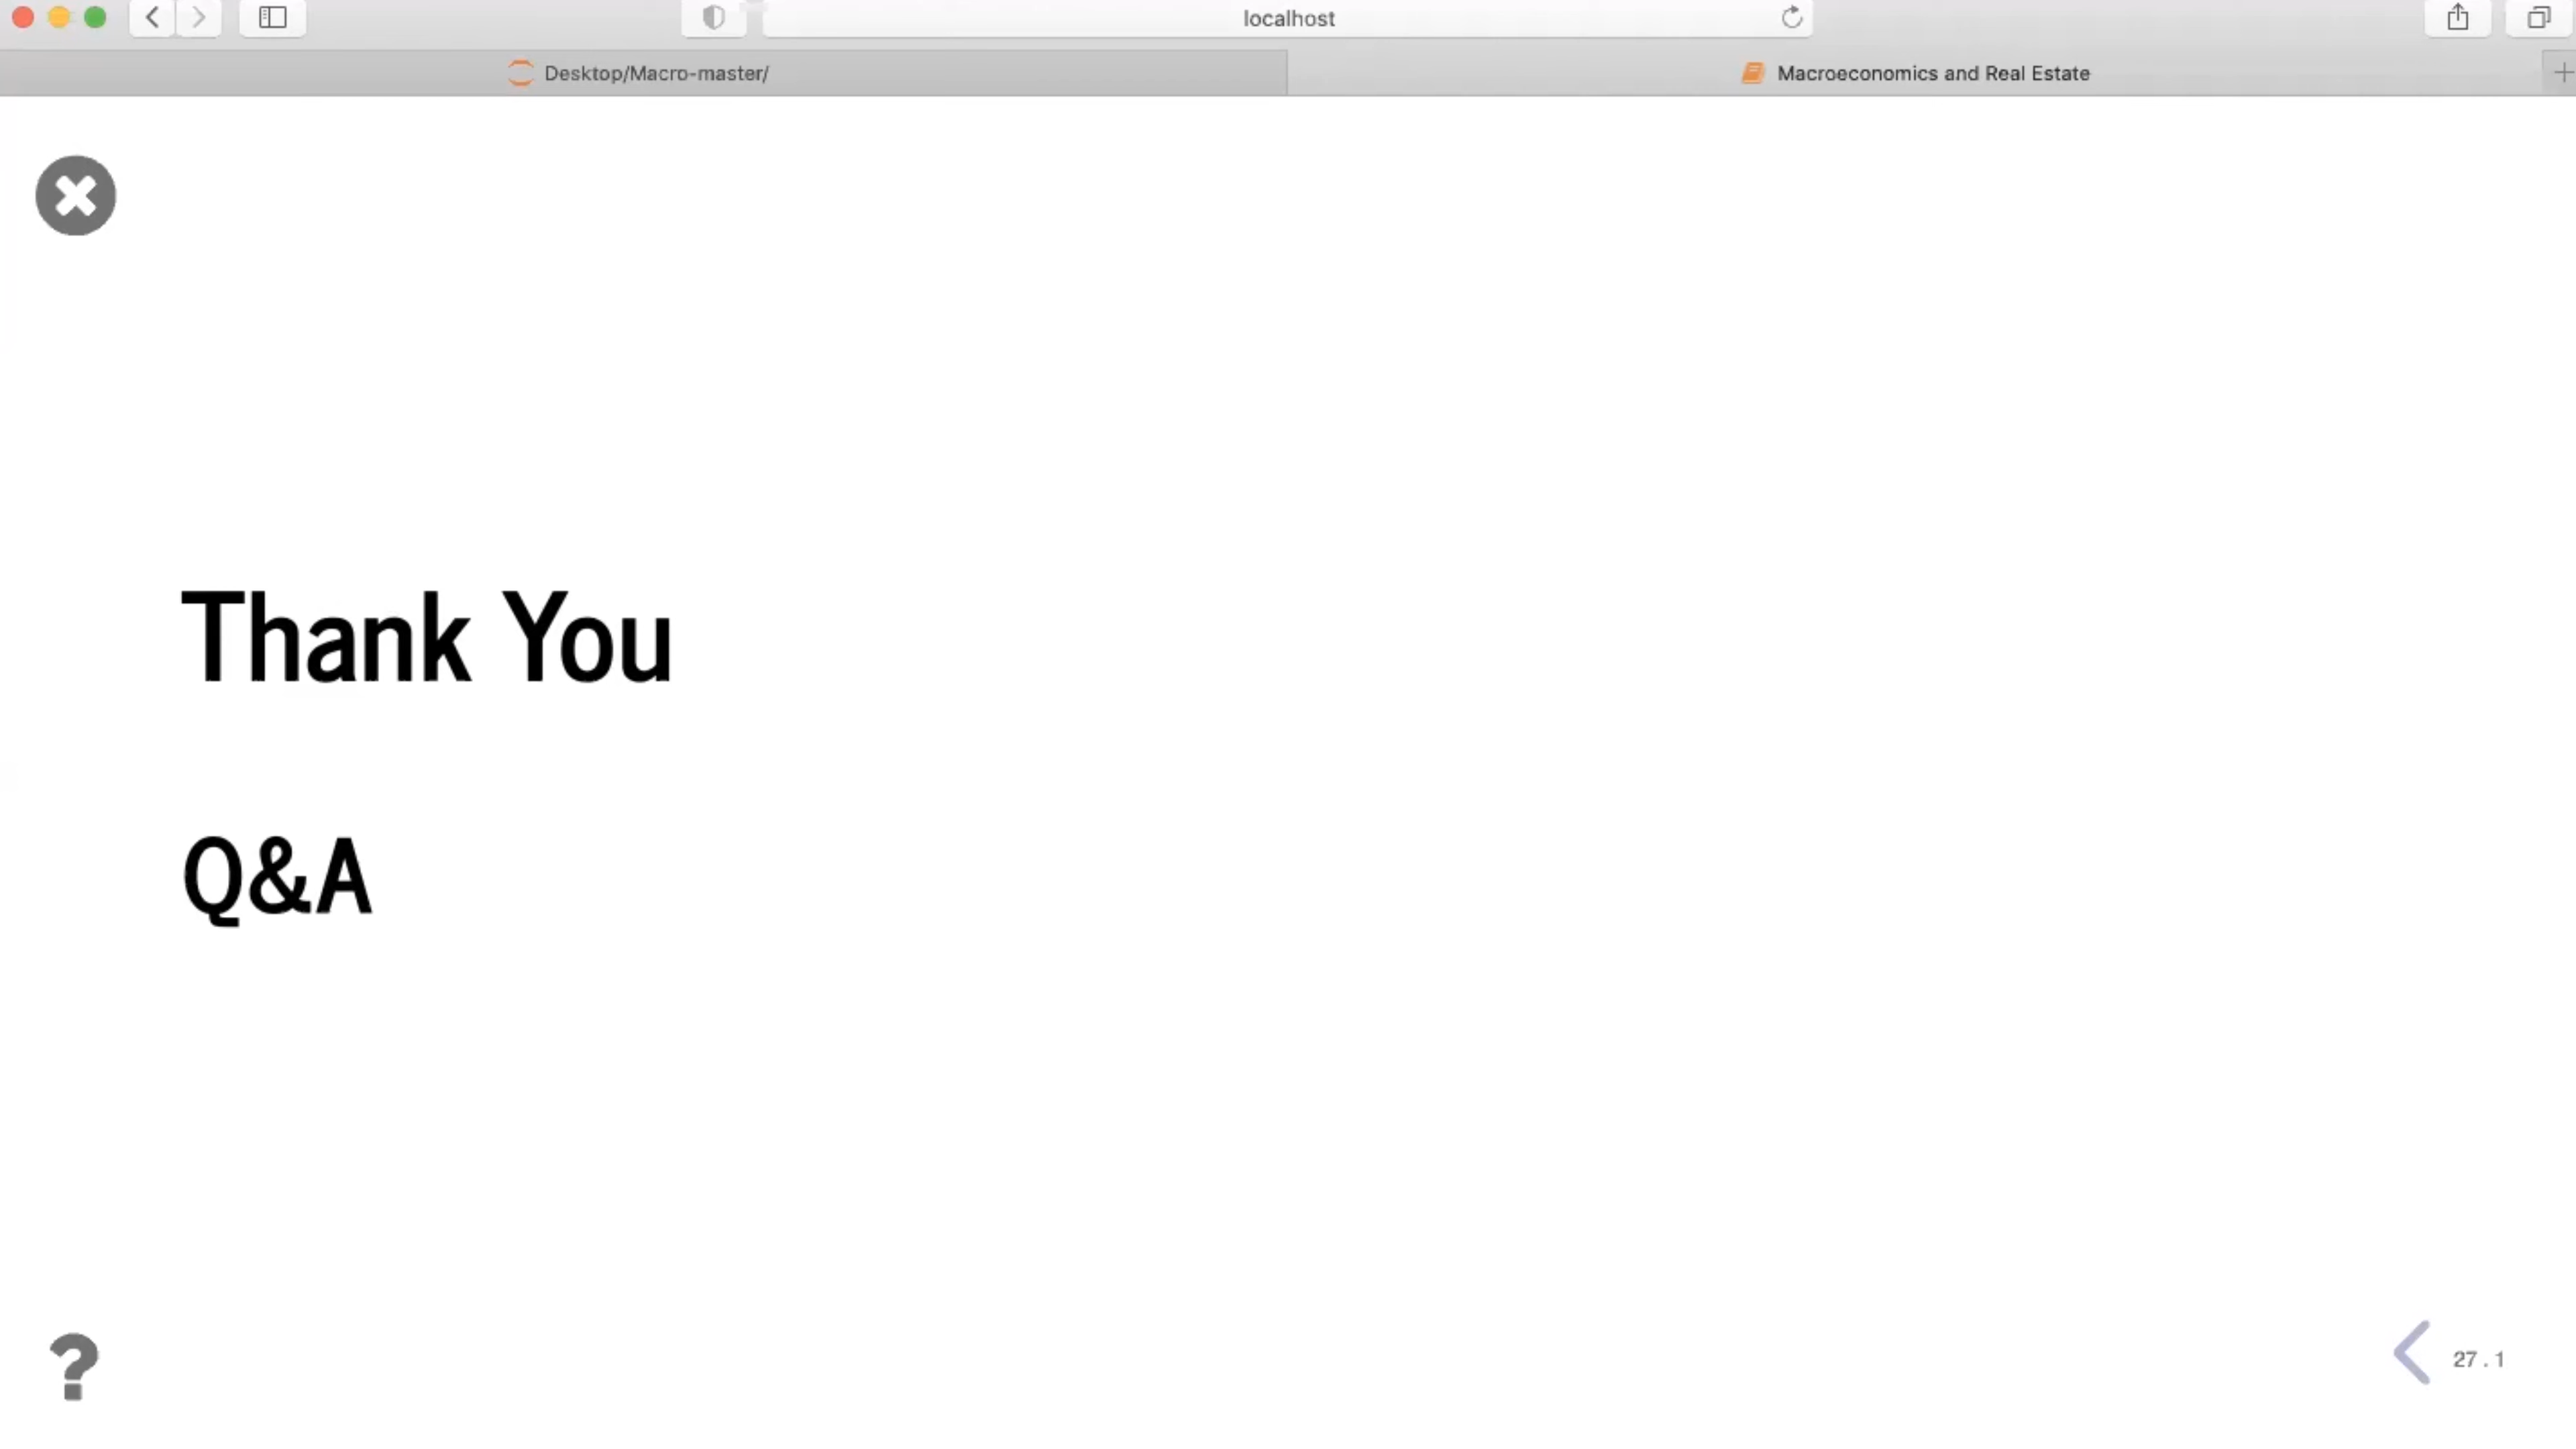 localhost
Desktop/Macro-master/
Macroeconomics and Real Estate
Thank You
Q&A
27 . 1